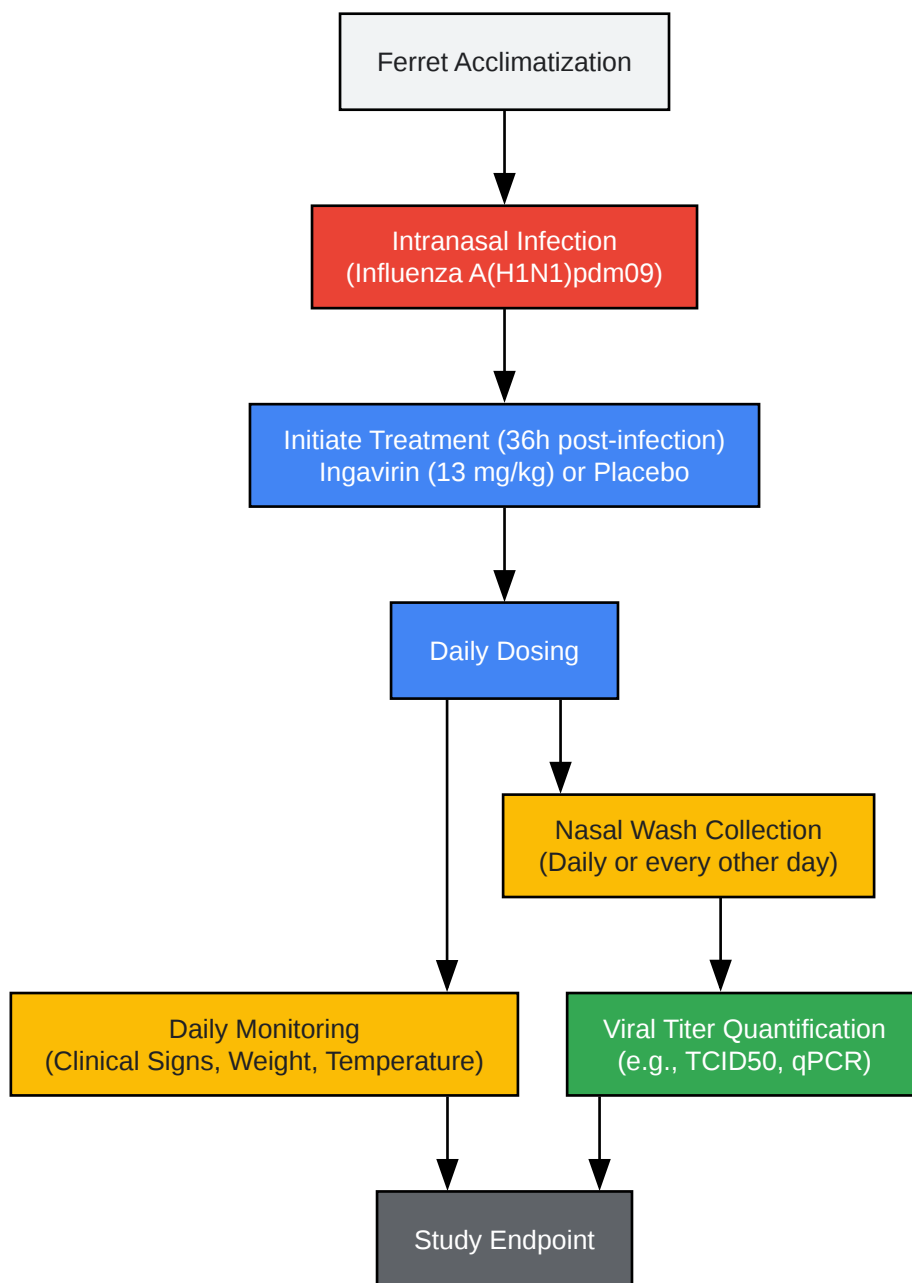 Ferret Acclimatization
Intranasal Infection
(Influenza A(H1N1)pdm09)
Initiate Treatment (36h post-infection)
Ingavirin (13 mg/kg) or Placebo
Daily Dosing
Nasal Wash Collection
(Daily or every other day)
Daily Monitoring
(Clinical Signs, Weight, Temperature)
Viral Titer Quantification
(e.g., TCID50, qPCR)
Study Endpoint